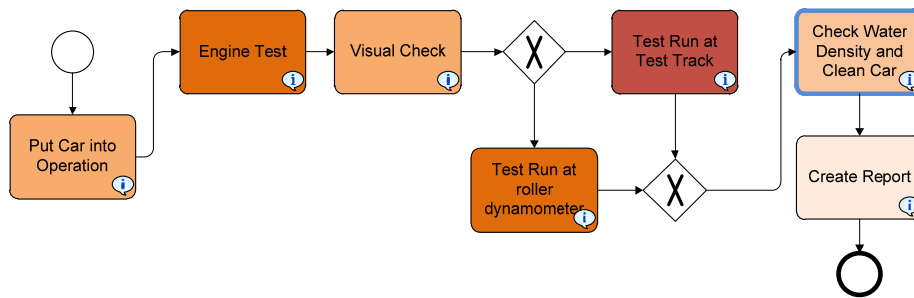 Engine Test
Visual Check
Test Run at
Test Track
Check Water
Density and
Clean Car
Put Car into
Operation
Test Run at
roller
dynamometer
Create Report
X
X
i
i
i
i
i
i
i